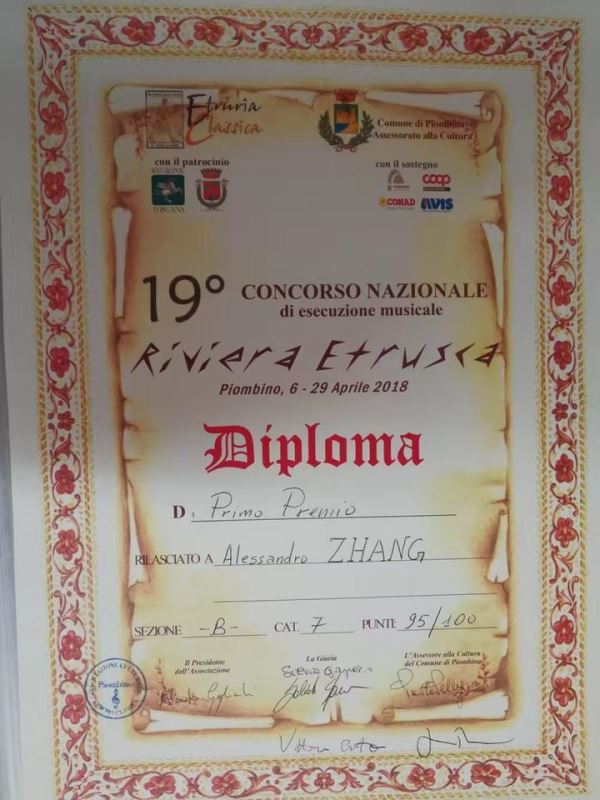 Etruria
Classica
Comune di Piombino
Assessorato alla Cultura
con il patrocinio
con il sostegno
REGIONE
TOSCANA
coop
CONAD
AVIS
19° CONCORSO NAZIONALE
di esecuzione musicale
Riviera Etrusca
Piombino, 6 - 29 Aprile 2018
Diploma
DI Primo Premio
RILASCIATO A Alessandro ZHANG
SEZIONE -B- CAT. 7 PUNTI: 95/100
Il Presidente
dell'Associazione
La Giuria
L'Assessore alla Cultura
del Comune di Piombino
Piombino